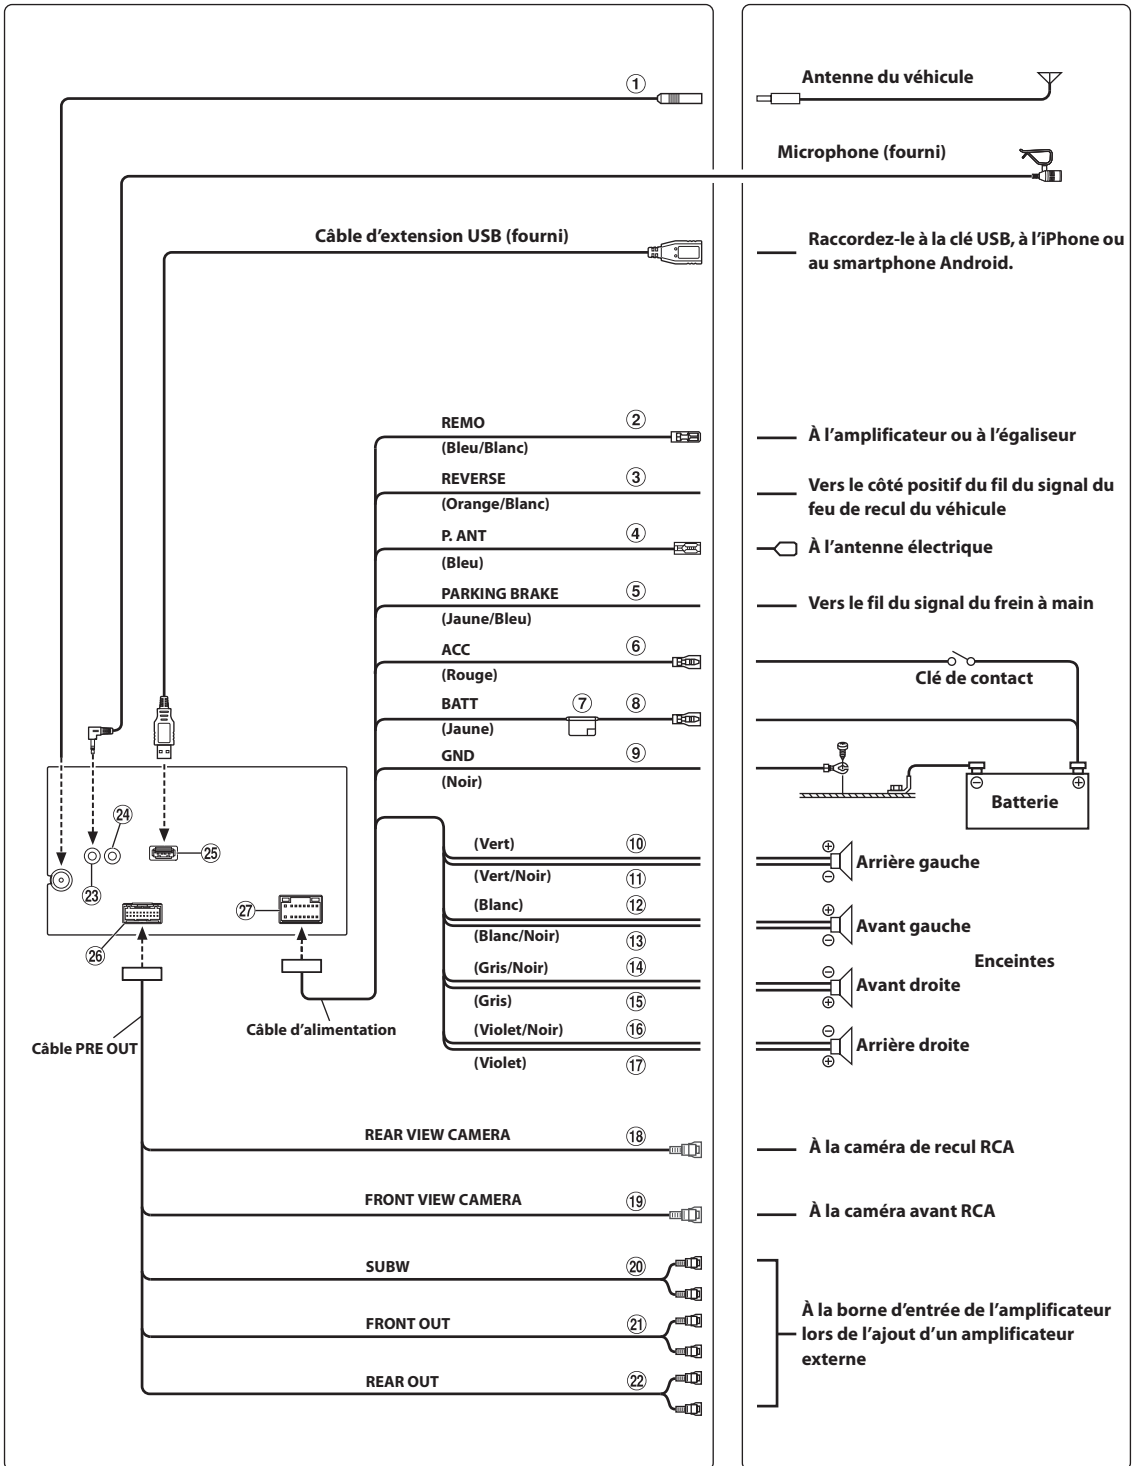 ①
Antenne du véhicule
Microphone (fourni)
Câble d'extension USB (fourni)
Raccordez-le à la clé USB, à l'iPhone ou
au smartphone Android.
REMO
②
(Bleu/Blanc)
À l'amplificateur ou à l'égaliseur
REVERSE
③
(Orange/Blanc)
Vers le côté positif du fil du signal du
feu de recul du véhicule
P. ANT
④
(Bleu)
À l'antenne électrique
PARKING BRAKE
⑤
(Jaune/Bleu)
Vers le fil du signal du frein à main
ACC
⑥
(Rouge)
Clé de contact
BATT
⑦
⑧
(Jaune)
GND
⑨
(Noir)
⊖
⊕
Batterie
㉔
㉕
㉓
㉗
㉖
(Vert)
⑩
(Vert/Noir)
⑪
⊕
⊖
Arrière gauche
(Blanc)
⑫
(Blanc/Noir)
⑬
⊕
⊖
Avant gauche
Enceintes
(Gris/Noir)
⑭
(Gris)
⑮
⊖
⊕
Avant droite
(Violet/Noir)
⑯
(Violet)
⑰
⊖
⊕
Arrière droite
Câble d'alimentation
Câble PRE OUT
REAR VIEW CAMERA
⑱
À la caméra de recul RCA
FRONT VIEW CAMERA
⑲
À la caméra avant RCA
SUBW
⑳
FRONT OUT
㉑
REAR OUT
㉒
À la borne d'entrée de l'amplificateur
lors de l'ajout d'un amplificateur
externe